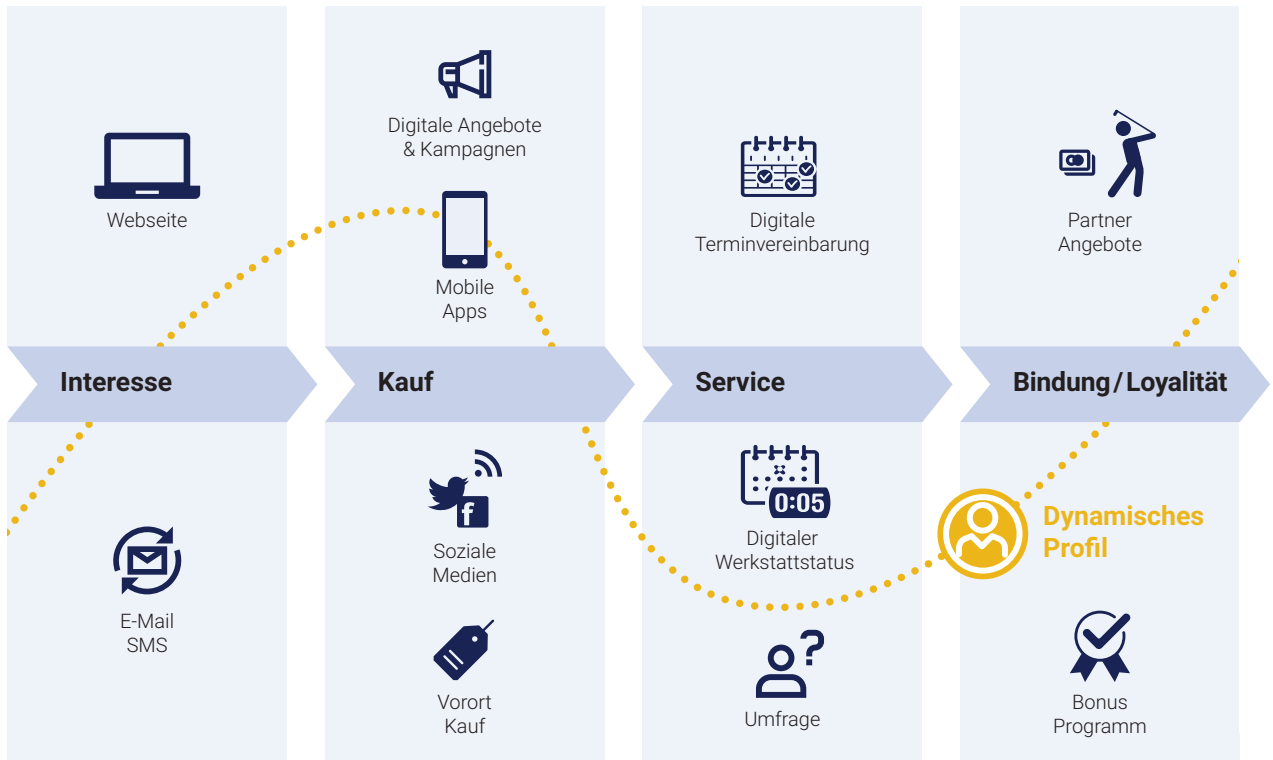 Webseite
Interesse
E-Mail
SMS
Digitale Angebote
& Kampagnen
Mobile
Apps
Kauf
f
Soziale
Medien
Vorort
Kauf
Digitale
Terminvereinbarung
Service
0:05
Digitaler
Werkstattstatus
?
Umfrage
Partner
Angebote
Bindung/Loyalität
Dynamisches
Profil
Bonus
Programm